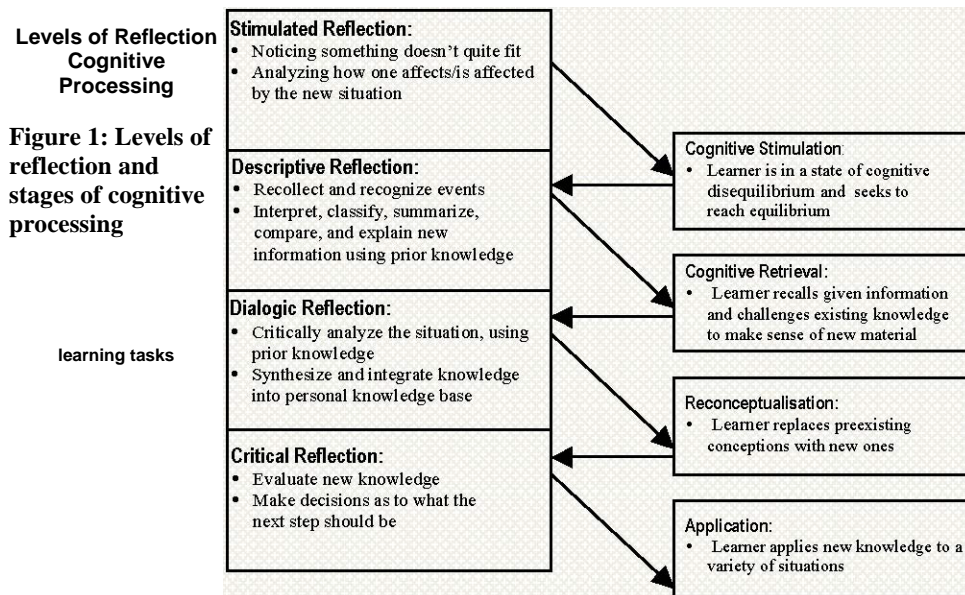 Levels of Reflection
Cognitive
Processing
Figure 1: Levels of
reflection and
stages of cognitive
processing
learning tasks
Stimulated Reflection:
• Noticing something doesn't quite fit
• Analyzing how one affects/is affected
by the new situation
Descriptive Reflection:
• Recollect and recognize events
• Interpret, classify, summarize,
compare, and explain new
information using prior knowledge
Dialogic Reflection:
• Critically analyze the situation, using
prior knowledge
• Synthesize and integrate knowledge
into personal knowledge base
Critical Reflection:
• Evaluate new knowledge
• Make decisions as to what the
next step should be
Cognitive Stimulation:
• Learner is in a state of cognitive
disequilibrium and seeks to
reach equilibrium
Cognitive Retrieval:
• Learner recalls given information
and challenges existing knowledge
to make sense of new material
Reconceptualisation:
• Learner replaces preexisting
conceptions with new ones
Application:
• Learner applies new knowledge to a
variety of situations